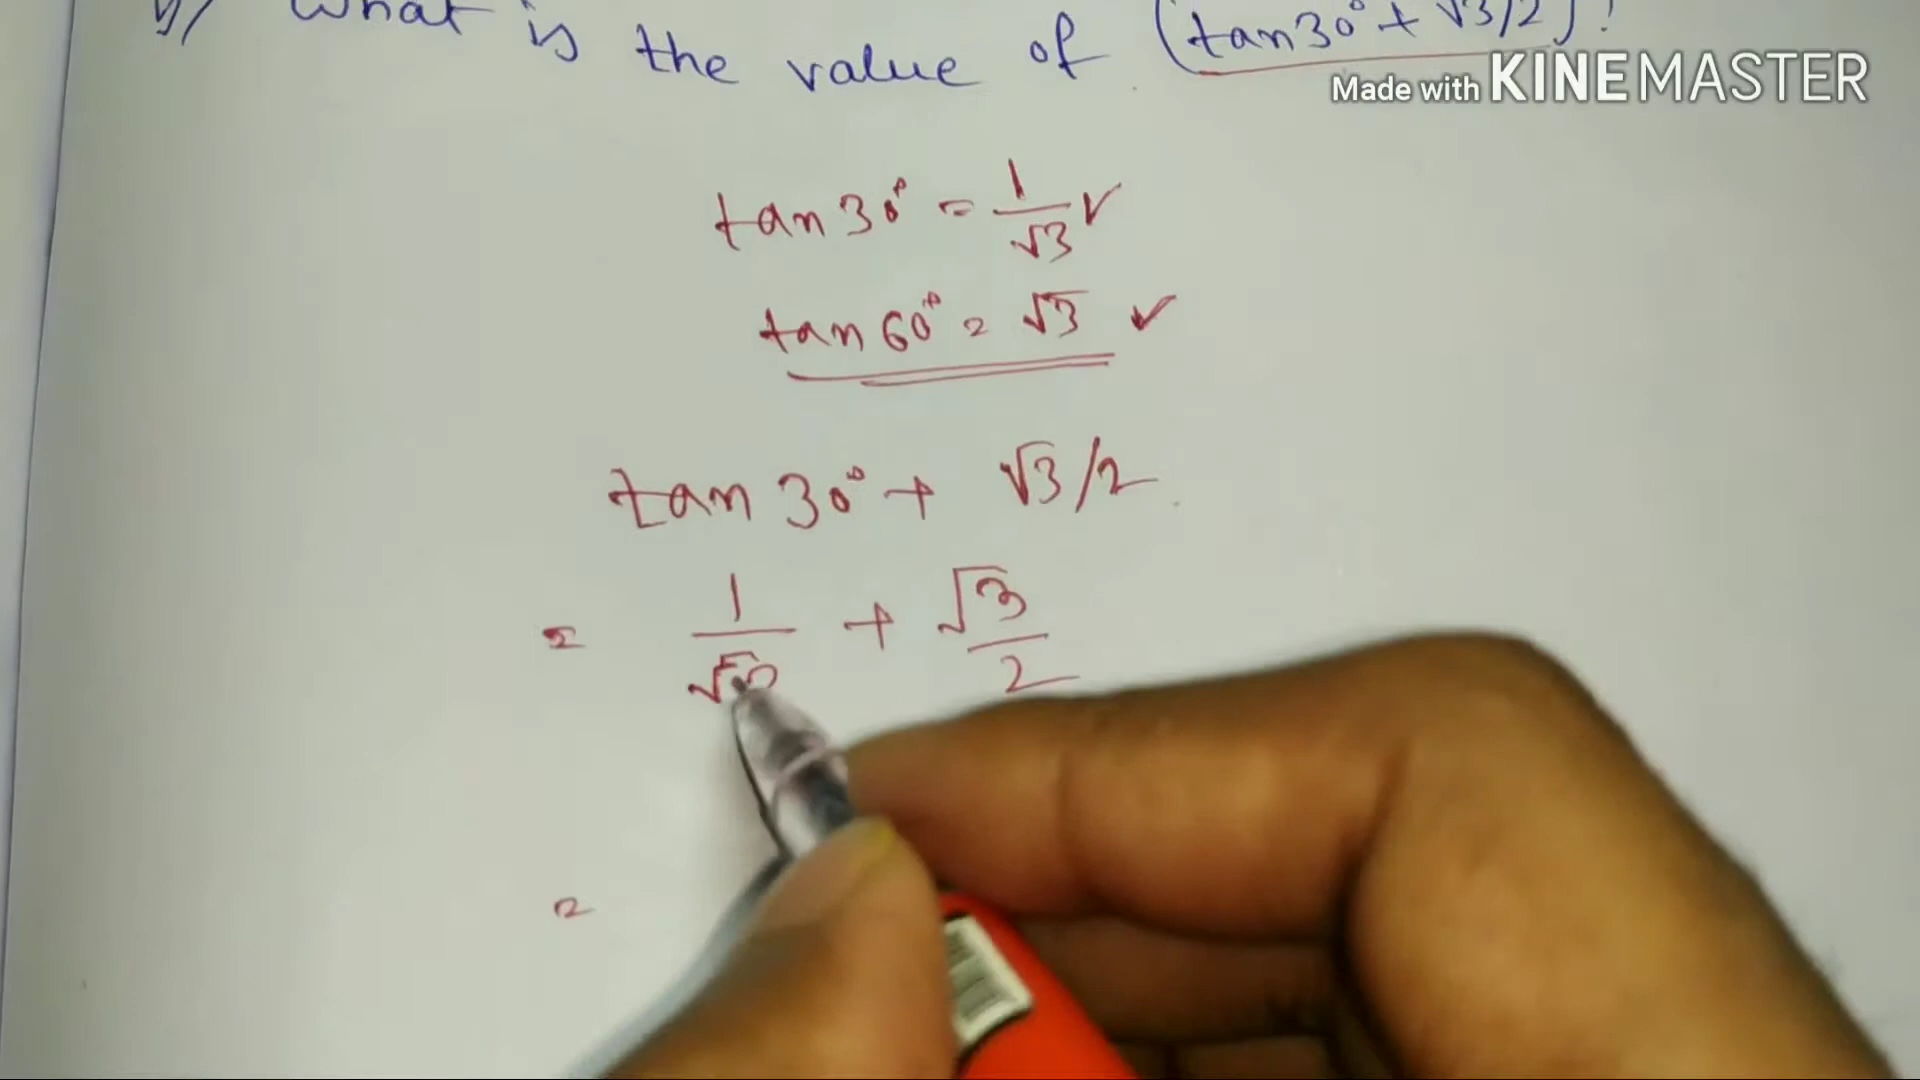 What is the value of (tan30° + √3/2)?
Made with KINEMASTER
tan 30° = 1/√3 ✓
tan 60° = √3 ✓
tan 30° + √3/2
= 1/√3 + √3/2
=